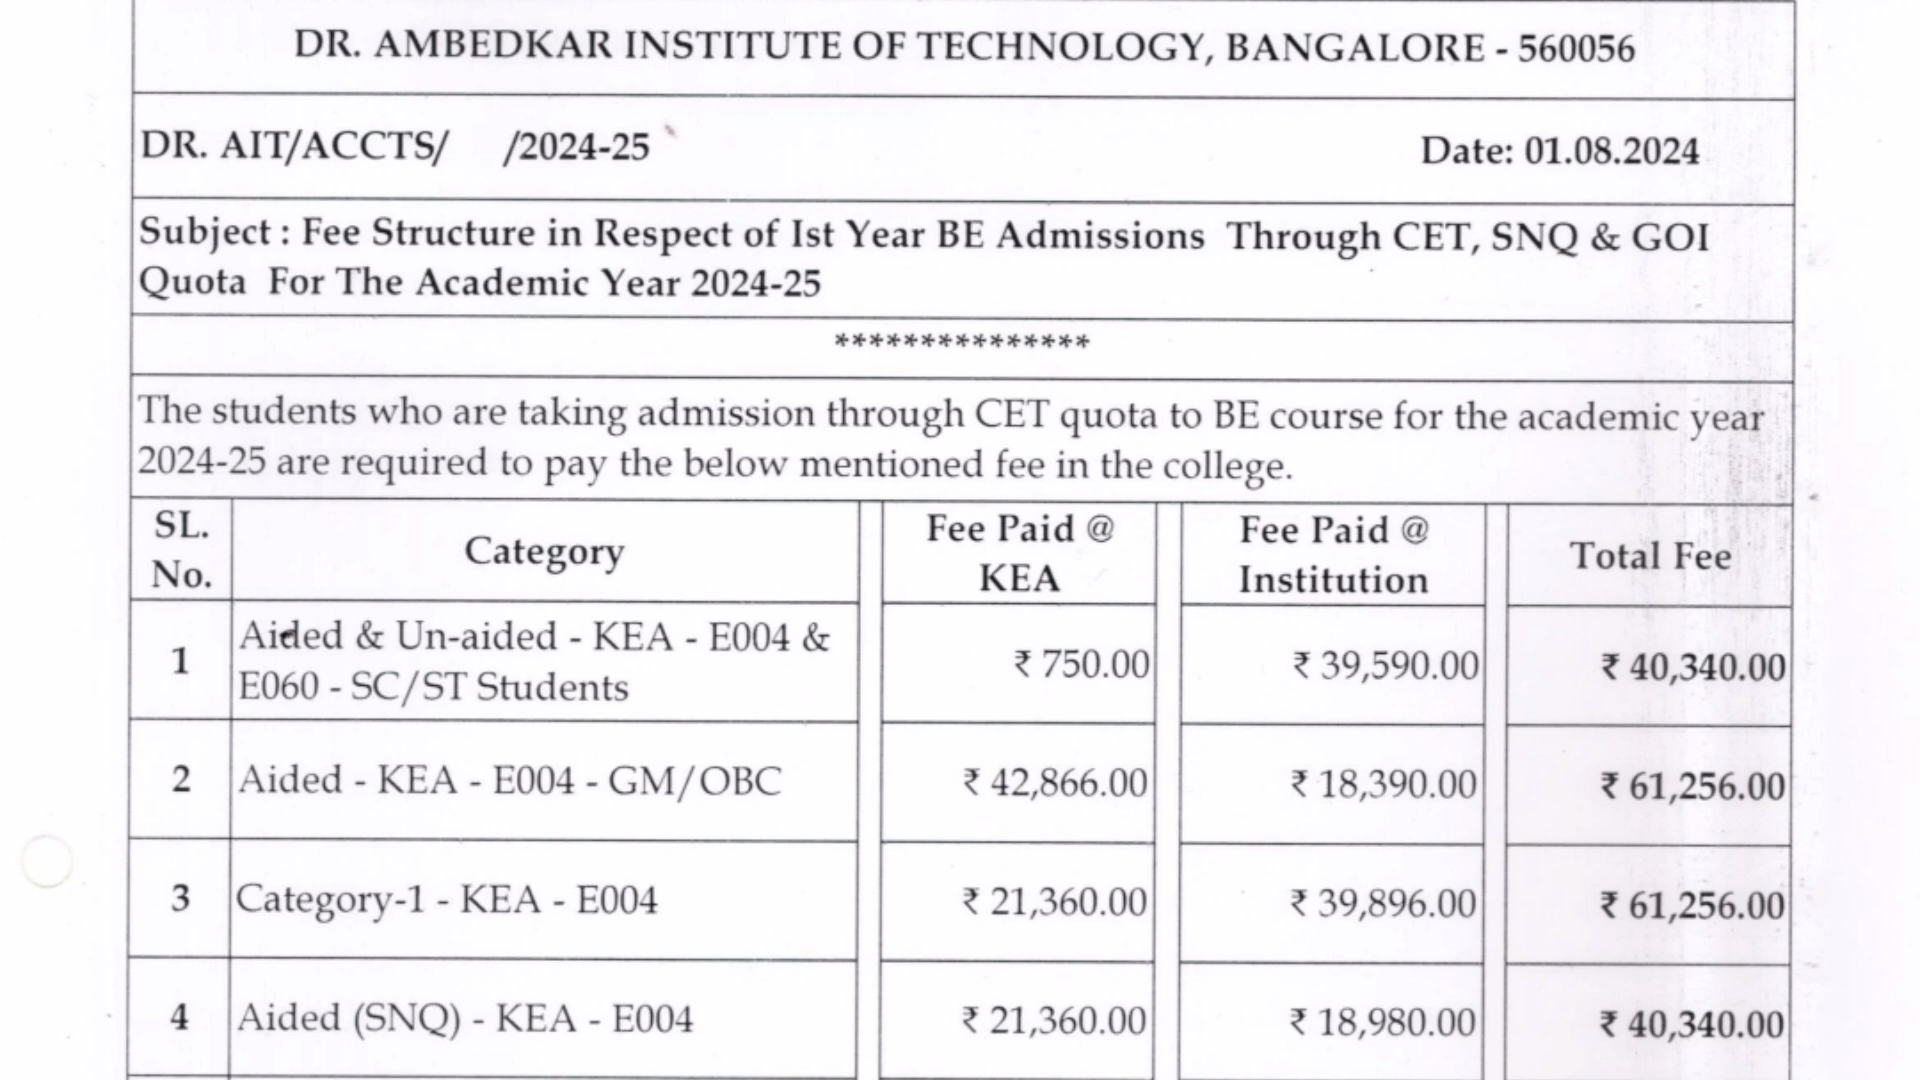 DR. AMBEDKAR INSTITUTE OF TECHNOLOGY, BANGALORE - 560056
DR. AIT/ACCTS/ /2024-25 Date: 01.08.2024
Subject : Fee Structure in Respect of Ist Year BE Admissions Through CET, SNQ & GOI
Quota For The Academic Year 2024-25
***************
The students who are taking admission through CET quota to BE course for the academic year
2024-25 are required to pay the below mentioned fee in the college.
SL. No. Category Fee Paid @ KEA Fee Paid @ Institution Total Fee
1 Aided & Un-aided - KEA - E004 & E060 - SC/ST Students ₹ 750.00 ₹ 39,590.00 ₹ 40,340.00
2 Aided - KEA - E004 - GM/OBC ₹ 42,866.00 ₹ 18,390.00 ₹ 61,256.00
3 Category-1 - KEA - E004 ₹ 21,360.00 ₹ 39,896.00 ₹ 61,256.00
4 Aided (SNQ) - KEA - E004 ₹ 21,360.00 ₹ 18,980.00 ₹ 40,340.00